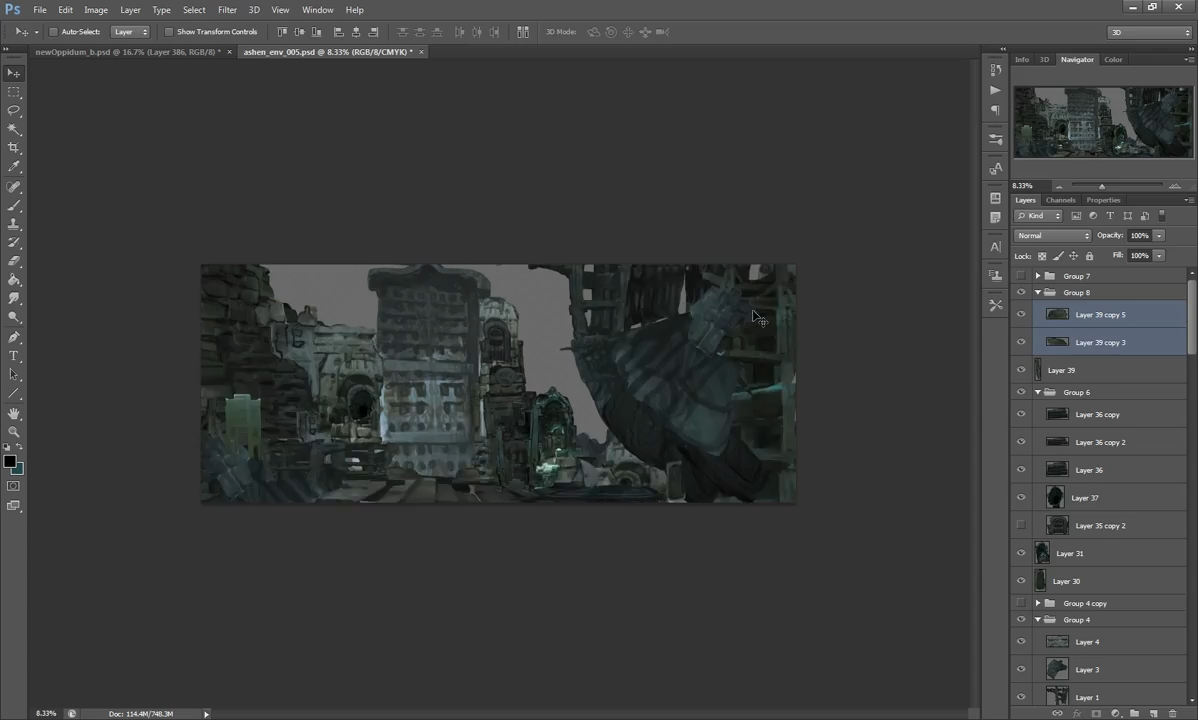 Ps File Edit Image Layer Type Select Filter 3D View Window Help
Auto-Select: Layer Show Transform Controls 3D Mode: 3D
newOppidum_b.psd @ 16.7% (Layer 386, RGB/8) * × ashen_env_005.psd @ 8.33% (RGB/8/CMYK) * ×
Info 3D Navigator Color
8.33%
Layers Channels Properties
Kind
Normal Opacity: 100%
Lock: Fill: 100%
Group 7
Group 8
Layer 39 copy 5
Layer 39 copy 3
Layer 39
Group 6
Layer 36 copy
Layer 36 copy 2
Layer 36
Layer 37
Layer 35 copy 2
Layer 31
Layer 30
Group 4 copy
Group 4
Layer 4
Layer 3
Layer 1
8.33% Doc: 114.4M/748.3M